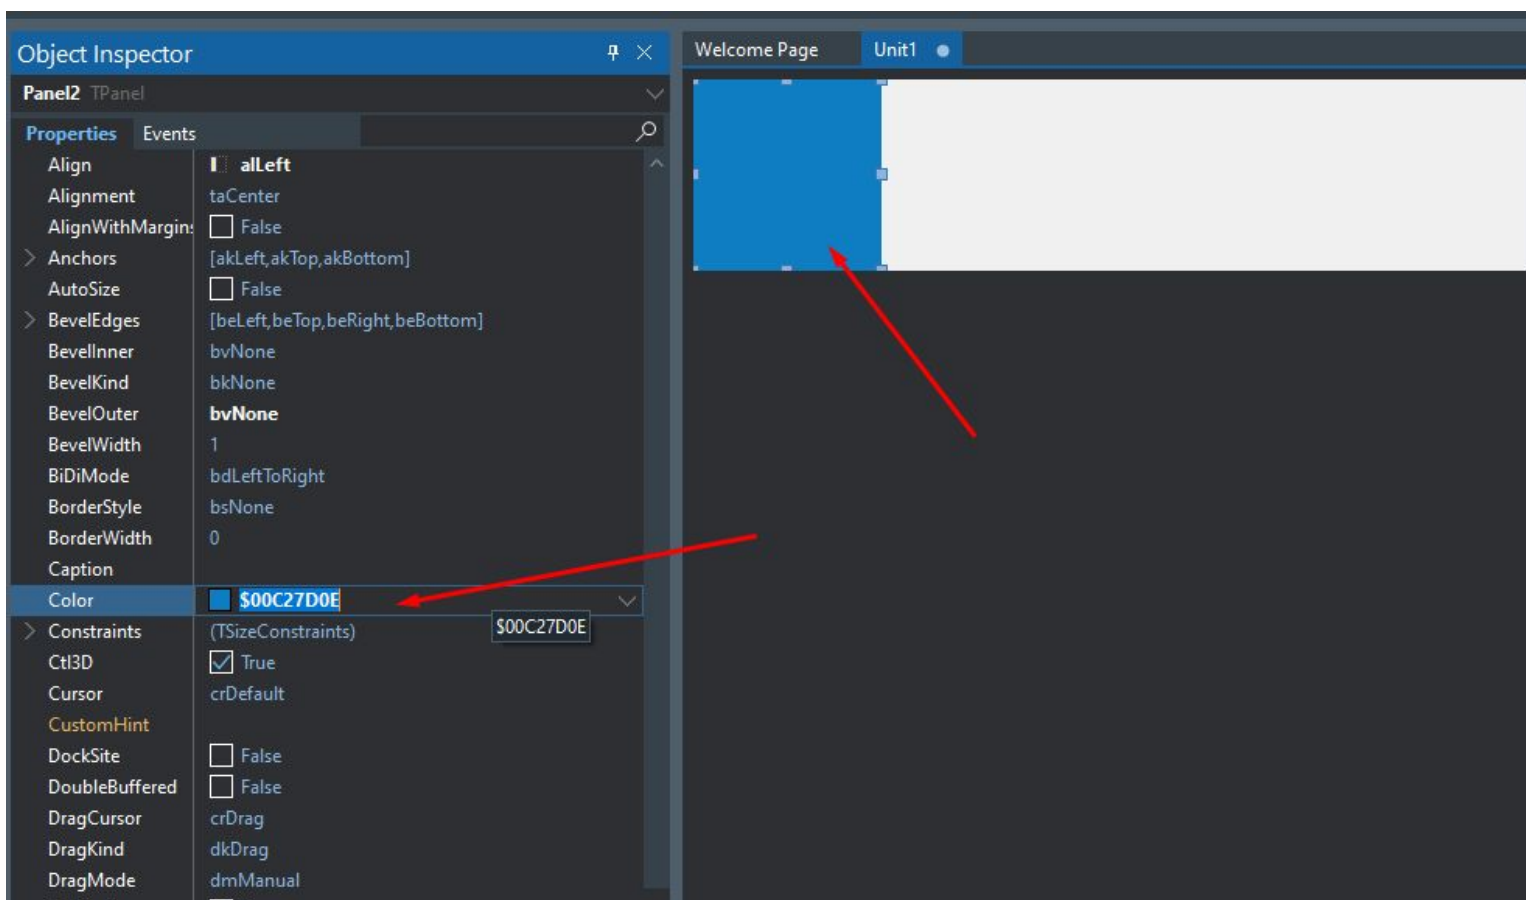 Object Inspector
Welcome Page Unit1
Panel2 TPanel
Properties Events
Align alLeft
Alignment taCenter
AlignWithMargin
False
Anchors [akLeft,akTop,akBottom]
AutoSize False
BevelEdges [beLeft,beTop,beRight,beBottom]
BevelInner bvNone
BevelKind bkNone
BevelOuter bvNone
BevelWidth 1
BiDiMode bdLeftToRight
BorderStyle bsNone
BorderWidth 0
Caption
Color $00C27D0E
$00C27D0E
Constraints (TSizeConstraints)
Ctl3D True
Cursor crDefault
CustomHint
DockSite False
DoubleBuffered False
DragCursor crDrag
DragKind dkDrag
DragMode dmManual